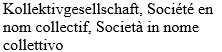 Kollektivgesellschaft, Société en
nom collectif, Società in nome
collettivo